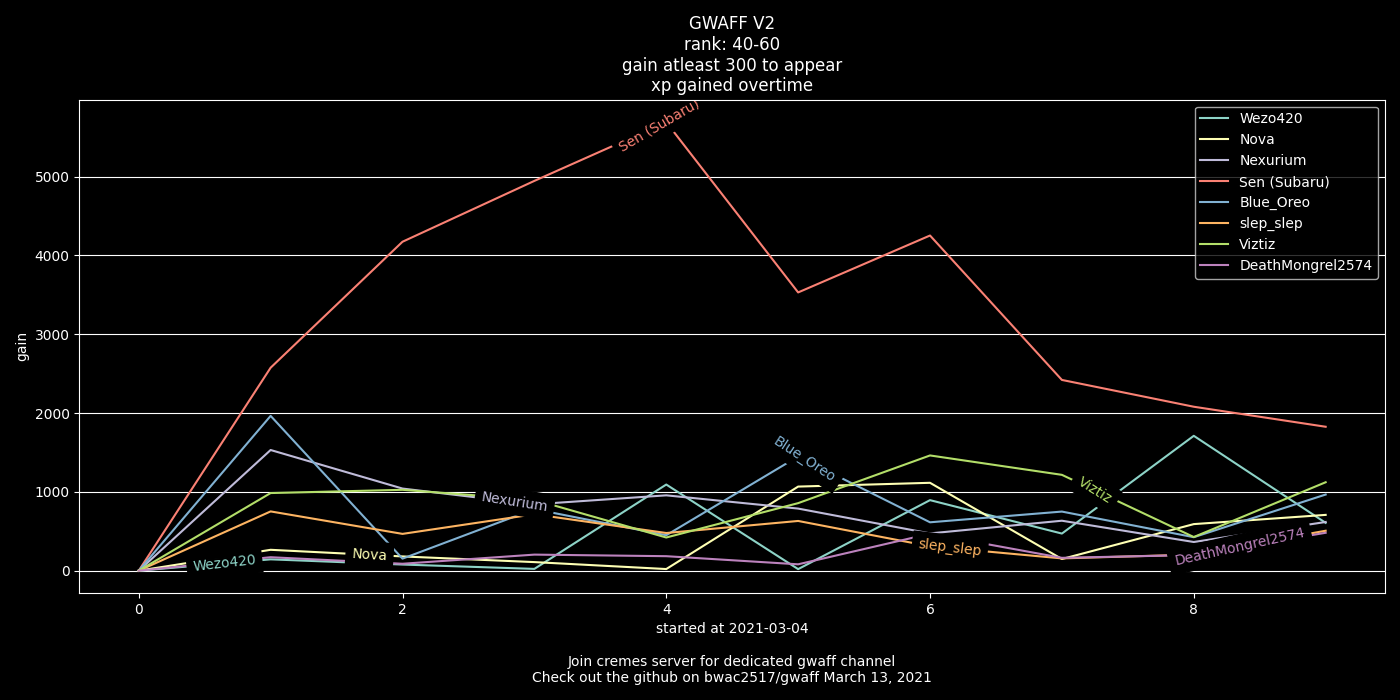 GWAFF V2
rank: 40-60
gain atleast 300 to appear
xp gained overtime
gain
5000
4000
3000
2000
1000
0
Sen (Subaru)
Blue_Oreo
Nexurium
Viztiz
Nova
Wezo420
slep_slep
DeathMongrel2574
Wezo420
Nova
Nexurium
Sen (Subaru)
Blue_Oreo
slep_slep
Viztiz
DeathMongrel2574
0 2 4 6 8
started at 2021-03-04
Join cremes server for dedicated gwaff channel
Check out the github on bwac2517/gwaff March 13, 2021